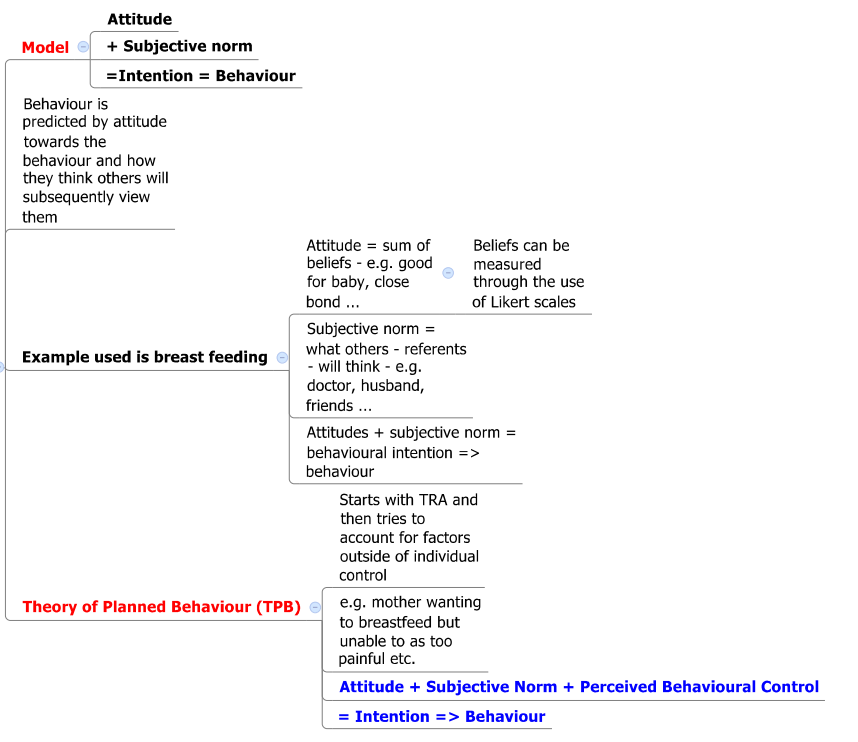 Attitude
Model
+ Subjective norm
=Intention = Behaviour
Behaviour is
predicted by attitude
towards the
behaviour and how
they think others will
subsequently view
them
Attitude = sum of
beliefs - e.g. good
for baby, close
bond ...
Beliefs can be
measured
through the use
of Likert scales
Example used is breast feeding
Subjective norm =
what others - referents
- will think - e.g.
doctor, husband,
friends ...
Attitudes + subjective norm =
behavioural intention =>
behaviour
Starts with TRA and
then tries to
account for factors
outside of individual
control
Theory of Planned Behaviour (TPB)
e.g. mother wanting
to breastfeed but
unable to as too
painful etc.
Attitude + Subjective Norm + Perceived Behavioural Control
= Intention => Behaviour